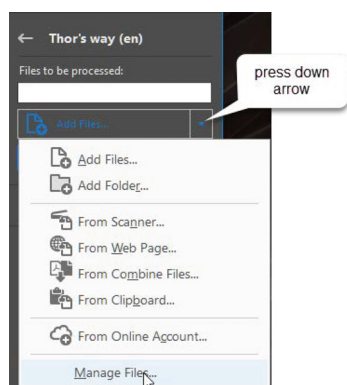 ← Thor's way (en)
Files to be processed:
press down
arrow
Add Files...
Add Files...
Add Folder...
From Scanner...
From Web Page...
From Combine Files...
From Clipboard...
From Online Account...
Manage Files...